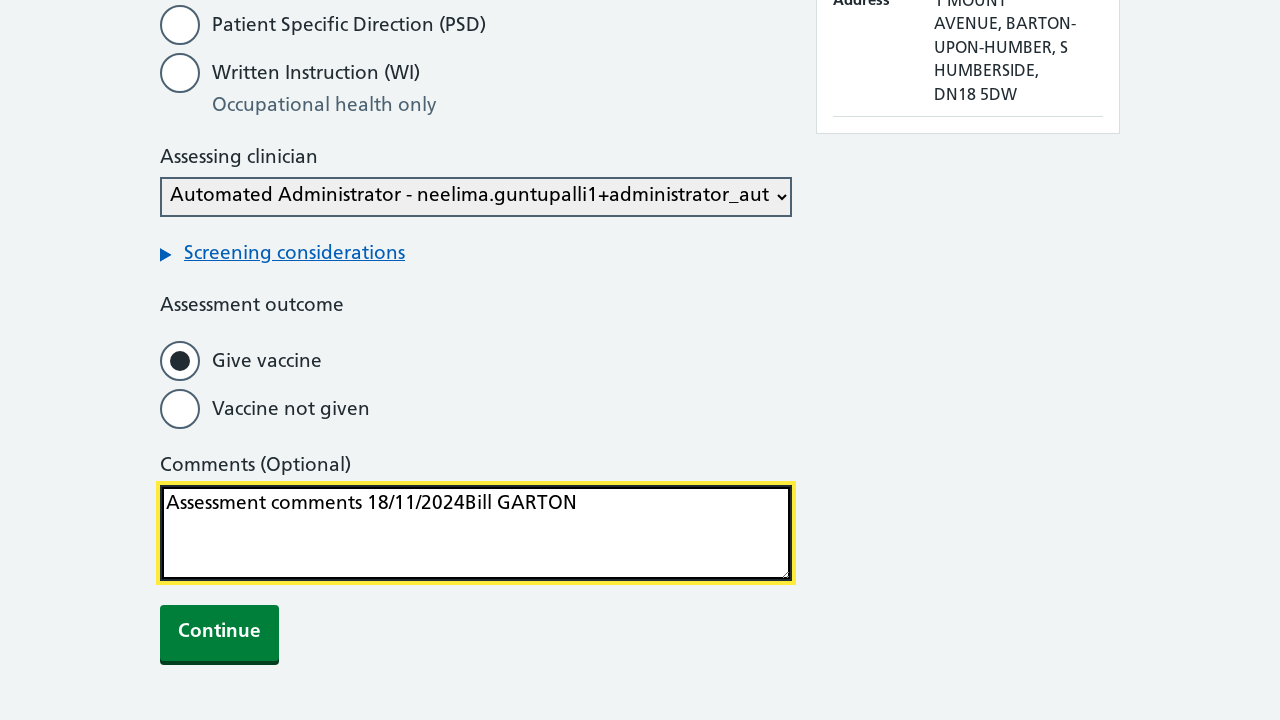 Patient Specific Direction (PSD)
Written Instruction (WI)
Occupational health only
Assessing clinician
Automated Administrator - neelima.guntupalli1+administrator_aut
Screening considerations
Assessment outcome
Give vaccine
Vaccine not given
Comments (Optional)
Assessment comments 18/11/2024Bill GARTON
Continue
Address
1 MOUNT
AVENUE, BARTON-
UPON-HUMBER, S
HUMBERSIDE,
DN18 5DW